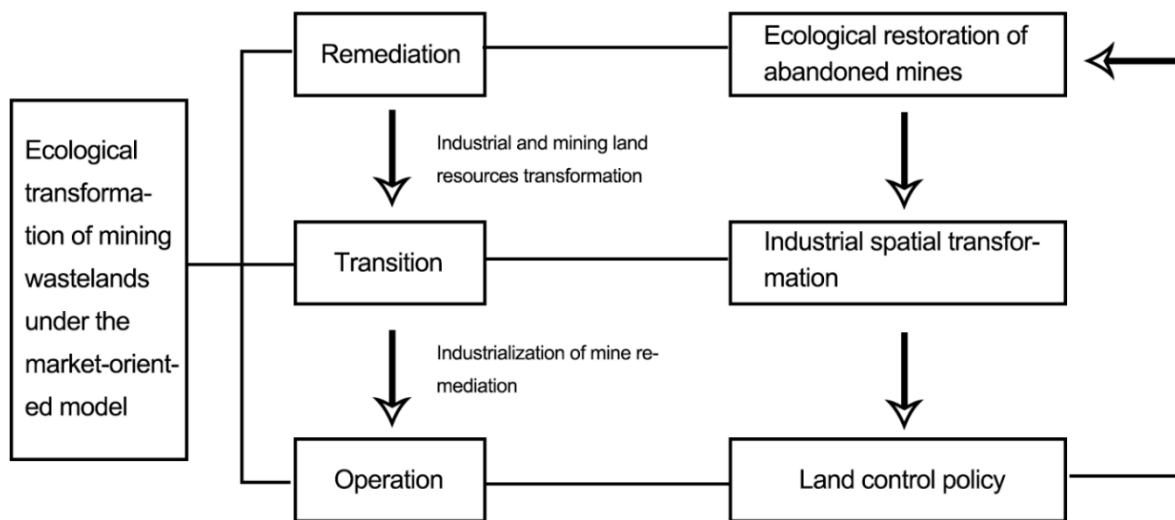 Remediation
Ecological restoration of
abandoned mines
Ecological
transforma-
tion of mining
wastelands
under the
market-orient-
ed model
Industrial and mining land
resources transformation
Transition
Industrial spatial transfor-
mation
Industrialization of mine re-
mediation
Operation
Land control policy